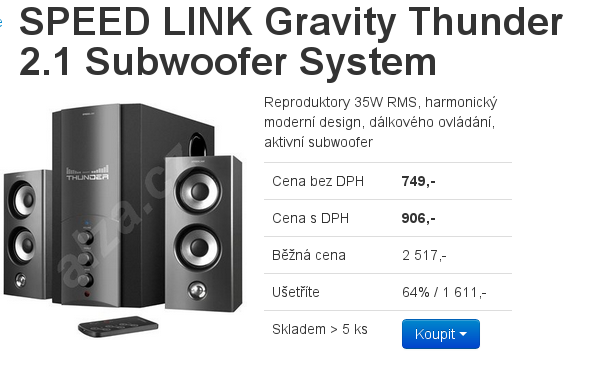 SPEED LINK Gravity Thunder
2.1 Subwoofer System
Reproduktory 35W RMS, harmonický
moderní design, dálkového ovládání,
aktivní subwoofer
THUNDER
alza.cz
Cena bez DPH 749,-
Cena s DPH 906,-
Běžná cena 2 517,-
Ušetříte 64% / 1 611,-
Skladem > 5 ks Koupit